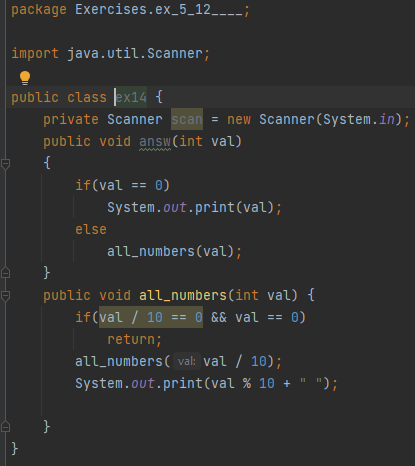 package Exercises.ex_5_12____;
import java.util.Scanner;
public class ex14 {
private Scanner scan = new Scanner(System.in);
public void answ(int val)
{
if(val == 0)
System.out.print(val);
else
all_numbers(val);
}
public void all_numbers(int val) {
if(val / 10 == 0 && val == 0)
return;
all_numbers( val: val / 10);
System.out.print(val % 10 + " ");
}
}